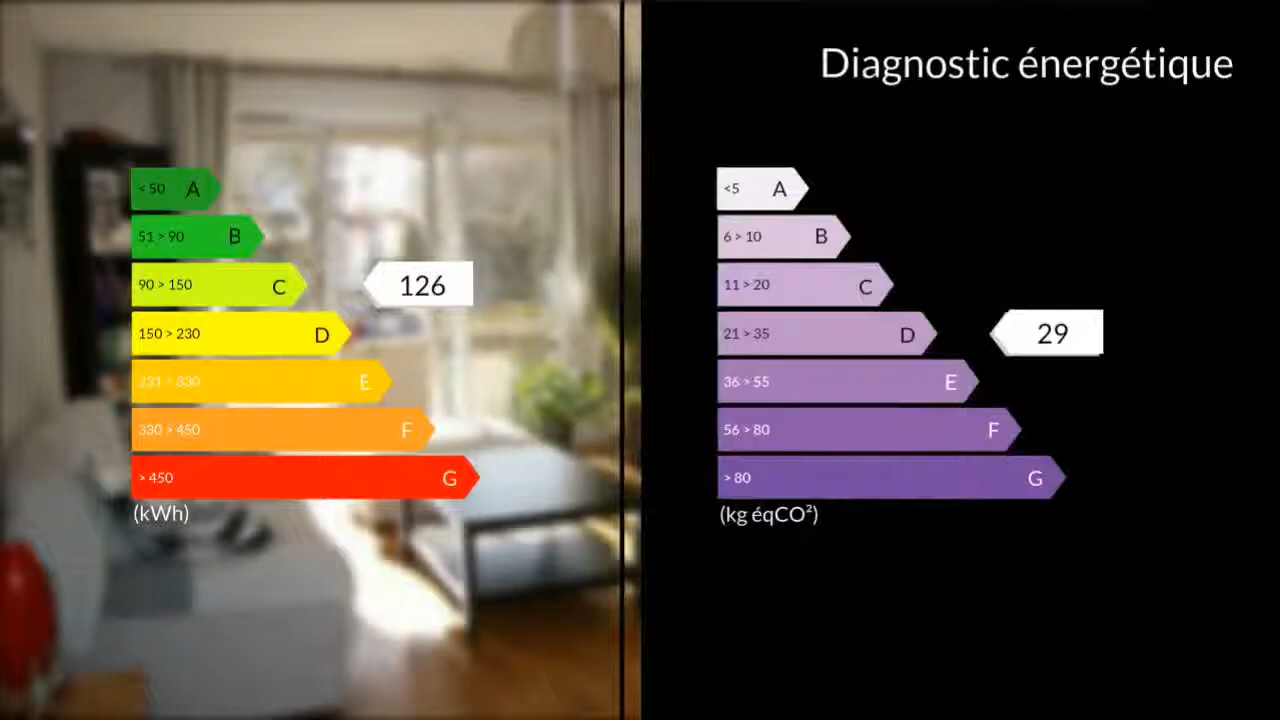 Diagnostic énergétique
< 50 A
51 > 90 B
90 > 150 C
126
150 > 230 D
231 > 330 E
330 > 450 F
> 450 G
(kWh)
<5 A
6 > 10 B
11 > 20 C
21 > 35 D
29
36 > 55 E
56 > 80 F
> 80 G
(kg éqCO²)